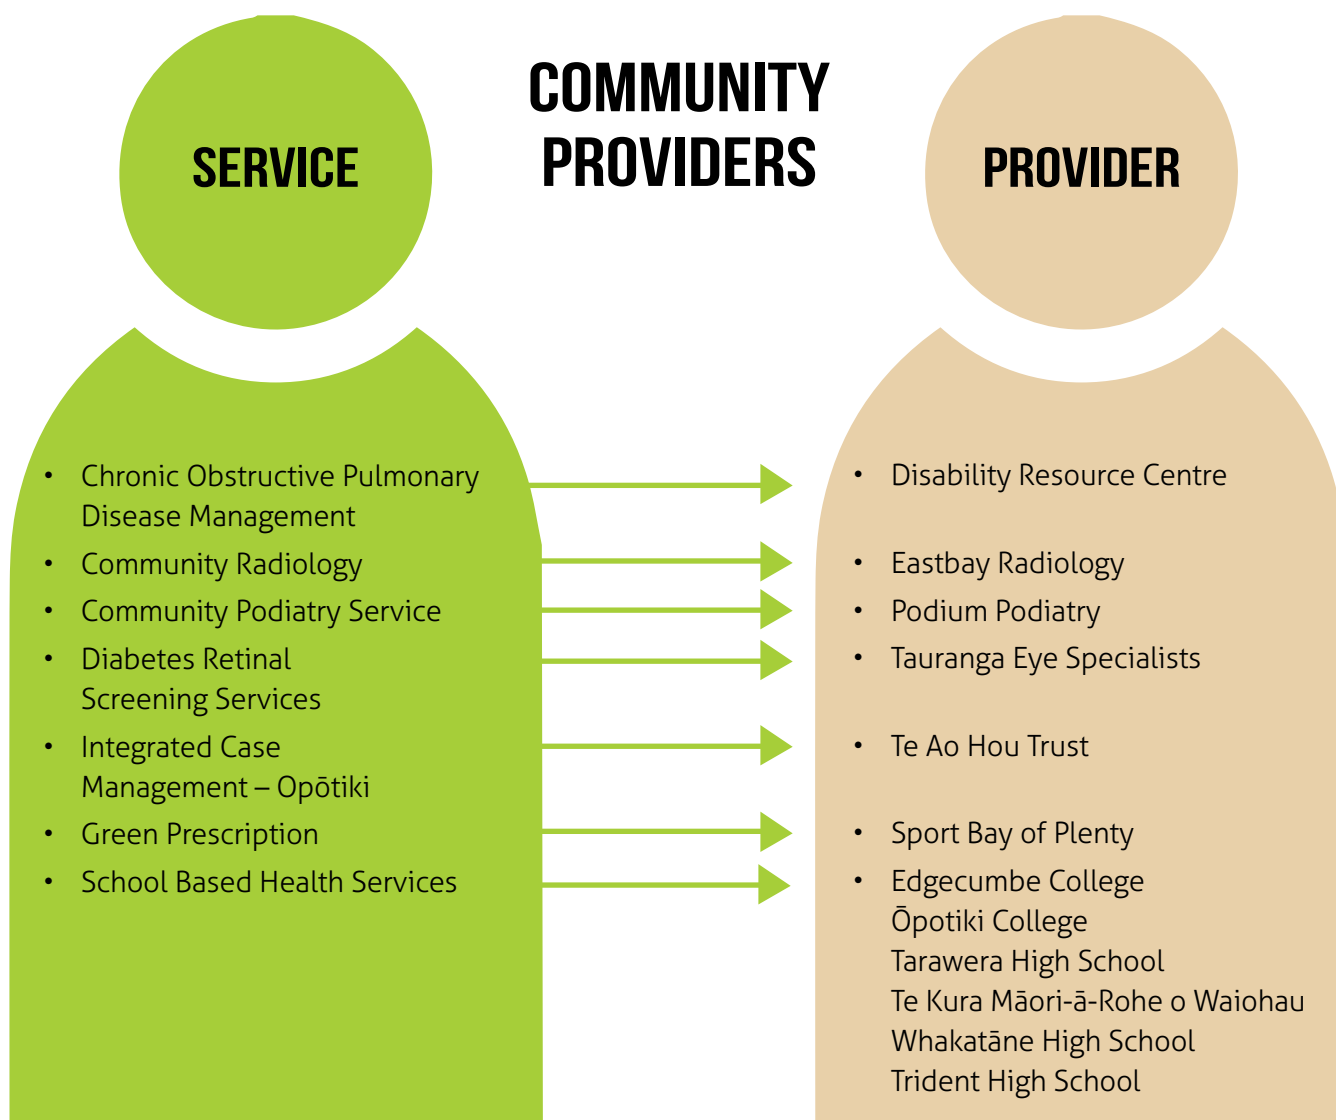 COMMUNITY
PROVIDERS
SERVICE
• Chronic Obstructive Pulmonary
Disease Management
• Community Radiology
• Community Podiatry Service
• Diabetes Retinal
Screening Services
• Integrated Case
Management – Opōtiki
• Green Prescription
• School Based Health Services
PROVIDER
• Disability Resource Centre
• Eastbay Radiology
• Podium Podiatry
• Tauranga Eye Specialists
• Te Ao Hou Trust
• Sport Bay of Plenty
• Edgecumbe College
Ōpotiki College
Tarawera High School
Te Kura Māori-ā-Rohe o Waiohau
Whakatāne High School
Trident High School